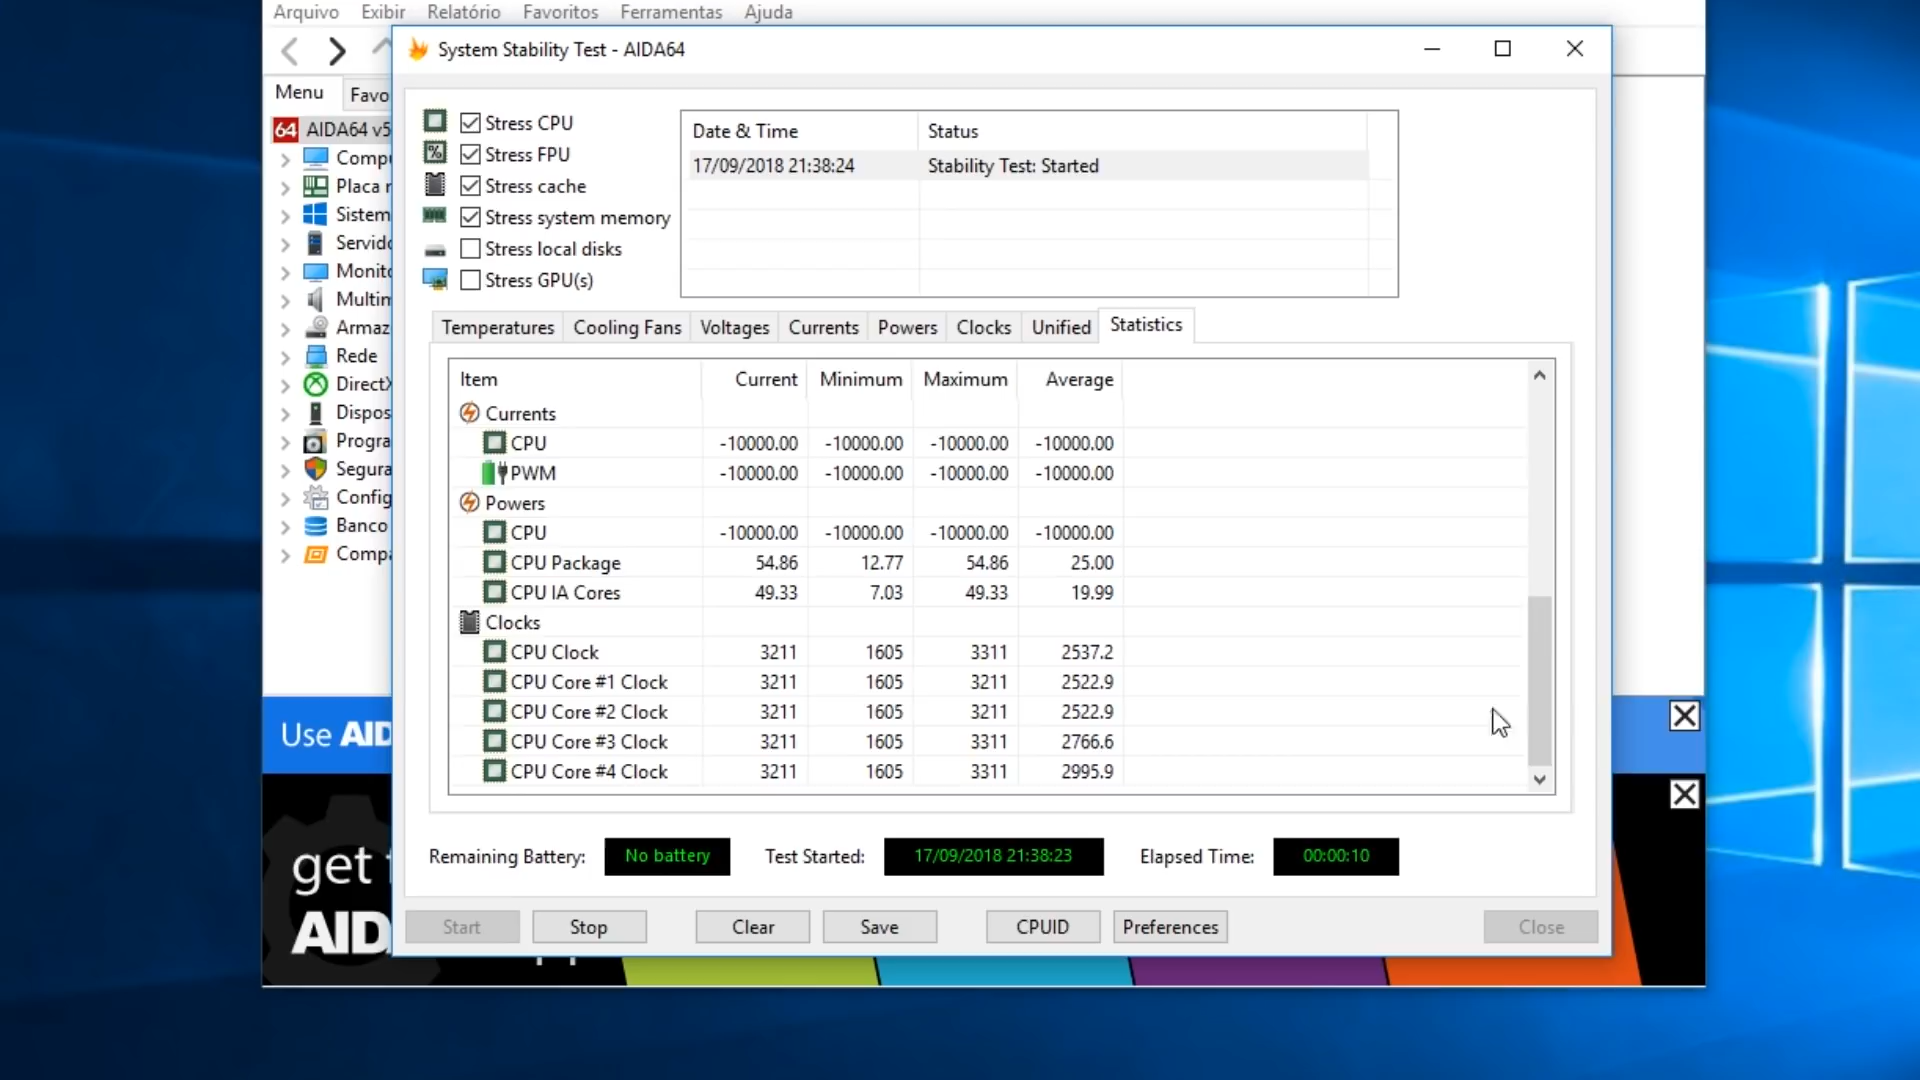 Arquivo Exibir Relatório Favoritos Ferramentas Ajuda
System Stability Test - AIDA64
Menu Favo
64 AIDA64 v5
Compu
Placa r
Sistem
Servido
Monito
Multim
Armaz
Rede
DirectX
Dispos
Progra
Segura
Config
Banco
Compa
Stress CPU
Stress FPU
Stress cache
Stress system memory
Stress local disks
Stress GPU(s)
Date & Time Status
17/09/2018 21:38:24 Stability Test: Started
Temperatures Cooling Fans Voltages Currents Powers Clocks Unified Statistics
Item Current Minimum Maximum Average
Currents
CPU -10000.00 -10000.00 -10000.00 -10000.00
PWM -10000.00 -10000.00 -10000.00 -10000.00
Powers
CPU -10000.00 -10000.00 -10000.00 -10000.00
CPU Package 54.86 12.77 54.86 25.00
CPU IA Cores 49.33 7.03 49.33 19.99
Clocks
CPU Clock 3211 1605 3311 2537.2
CPU Core #1 Clock 3211 1605 3211 2522.9
CPU Core #2 Clock 3211 1605 3211 2522.9
CPU Core #3 Clock 3211 1605 3311 2766.6
CPU Core #4 Clock 3211 1605 3311 2995.9
Use AID
get
AID
Remaining Battery: No battery Test Started: 17/09/2018 21:38:23 Elapsed Time: 00:00:10
Start Stop Clear Save CPUID Preferences Close